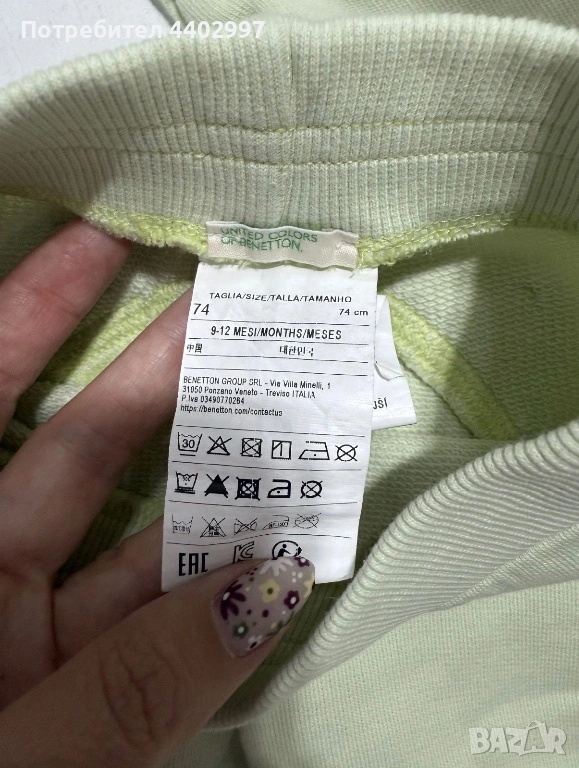 Потребител 4402997
UNITED COLORS
OF BENETTON.
TAGLIA/SIZE/TALLA/TAMANHO
74 74 cm
9-12 MESI/MONTHS/MESES
中国 대한민국
BENETTON GROUP SRL - Via Villa Minelli, 1
31050 Ponzano Veneto - Treviso ITALIA
P.Iva 03490770264
https://benetton.com/contactus
30
EAC
BAZAR